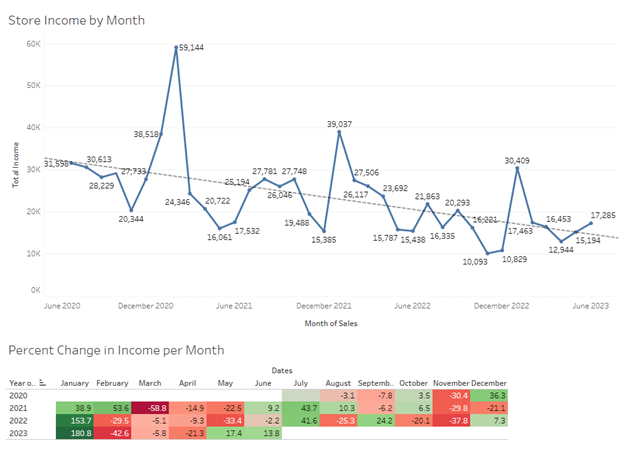 Store Income by Month
60K
59,144
50K
40K
39,037
38,518
31,598
30,613
30,409
30K
27,733
27,781
27,748
27,506
28,229
25,194
26,046
26,117
24,346
23,692
21,863
20,722
20,293
20K
20,344
19,488
17,532
17,463
17,285
16,061
16,335
16,221
16,453
15,385
15,787
15,438
15,194
12,944
10K
10,093
10,829
0K
Total Income
June 2020 December 2020 June 2021 December 2021 June 2022 December 2022 June 2023
Month of Sales
Percent Change in Income per Month
Dates
Year o.. January February March April May June July August Septemb.. October November December
2020 -3.1 -7.8 3.5 -30.4 36.3
2021 38.9 53.6 -58.8 -14.9 -22.5 9.2 43.7 10.3 -6.2 6.5 -29.8 -21.1
2022 153.7 -29.5 -5.1 -9.3 -33.4 -2.2 41.6 -25.3 24.2 -20.1 -37.8 7.3
2023 180.8 -42.6 -5.8 -21.3 17.4 13.8